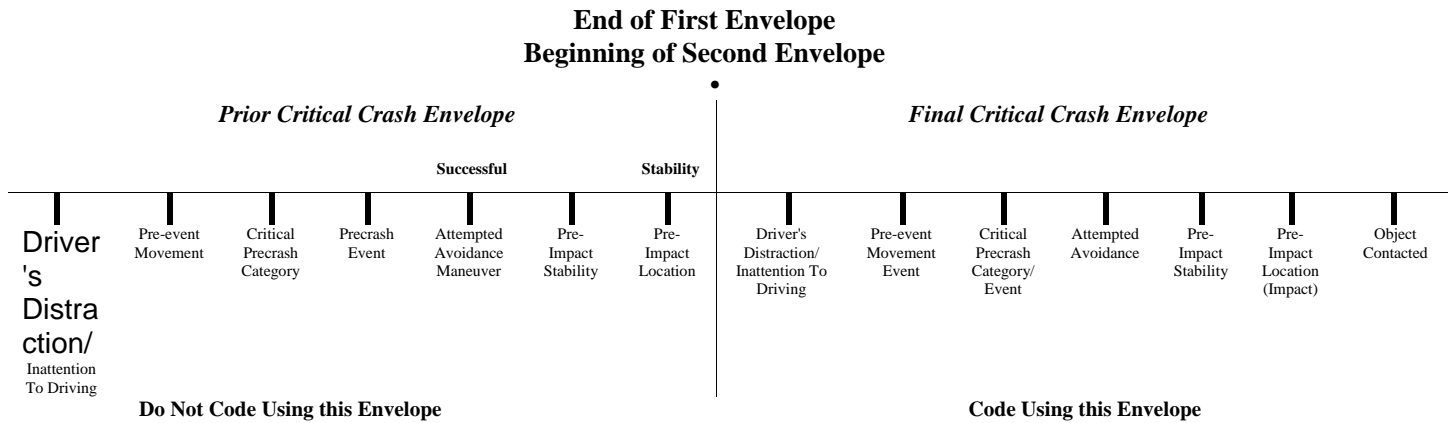 End of First Envelope
Beginning of Second Envelope
Prior Critical Crash Envelope
Final Critical Crash Envelope
Successful
Stability
Driver
's
Distra
ction/
Inattention
To Driving
Pre-event
Movement
Critical
Precrash
Category
Precrash
Event
Attempted
Avoidance
Maneuver
Pre-
Impact
Stability
Pre-
Impact
Location
Driver's
Distraction/
Inattention To
Driving
Pre-event
Movement
Event
Critical
Precrash
Category/
Event
Attempted
Avoidance
Pre-
Impact
Stability
Pre-
Impact
Location
(Impact)
Object
Contacted
Do Not Code Using this Envelope
Code Using this Envelope